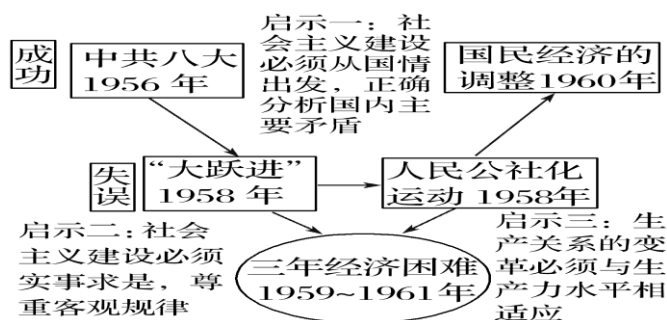 成功
中共八大
1956 年
启示一：社
会主义建设
必须从国情
出发，正确
分析国内主
要矛盾
国民经济的
调整1960年
失误
“大跃进”
1958 年
人民公社化
运动 1958年
启示二：社会
主义建设必须
实事求是，尊
重客观规律
三年经济困难
1959~1961年
启示三：生
产关系的变
革必须与生
产力水平相
适应